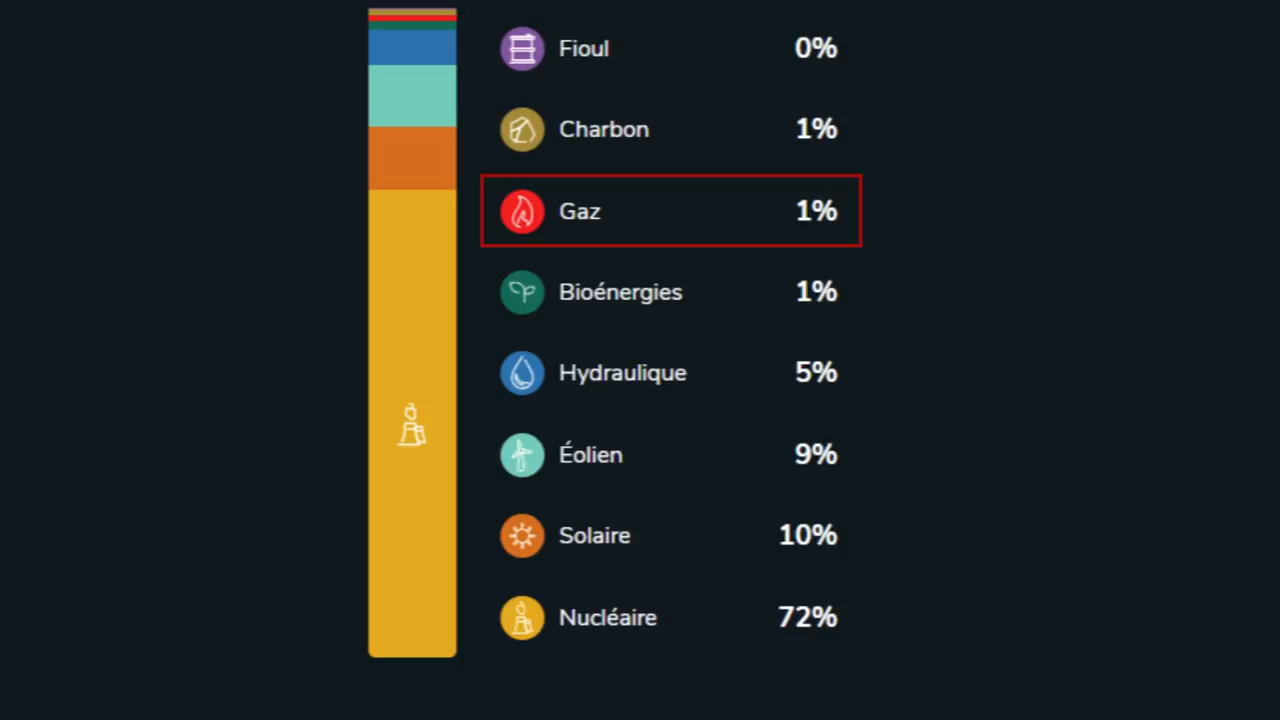 Fioul 0%
Charbon 1%
Gaz 1%
Bioénergies 1%
Hydraulique 5%
Éolien 9%
Solaire 10%
Nucléaire 72%